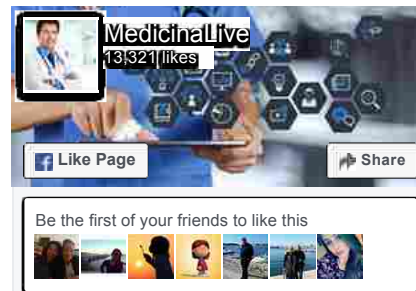 MedicinaLive
13,321 likes
Like Page
Share
Be the first of your friends to like this